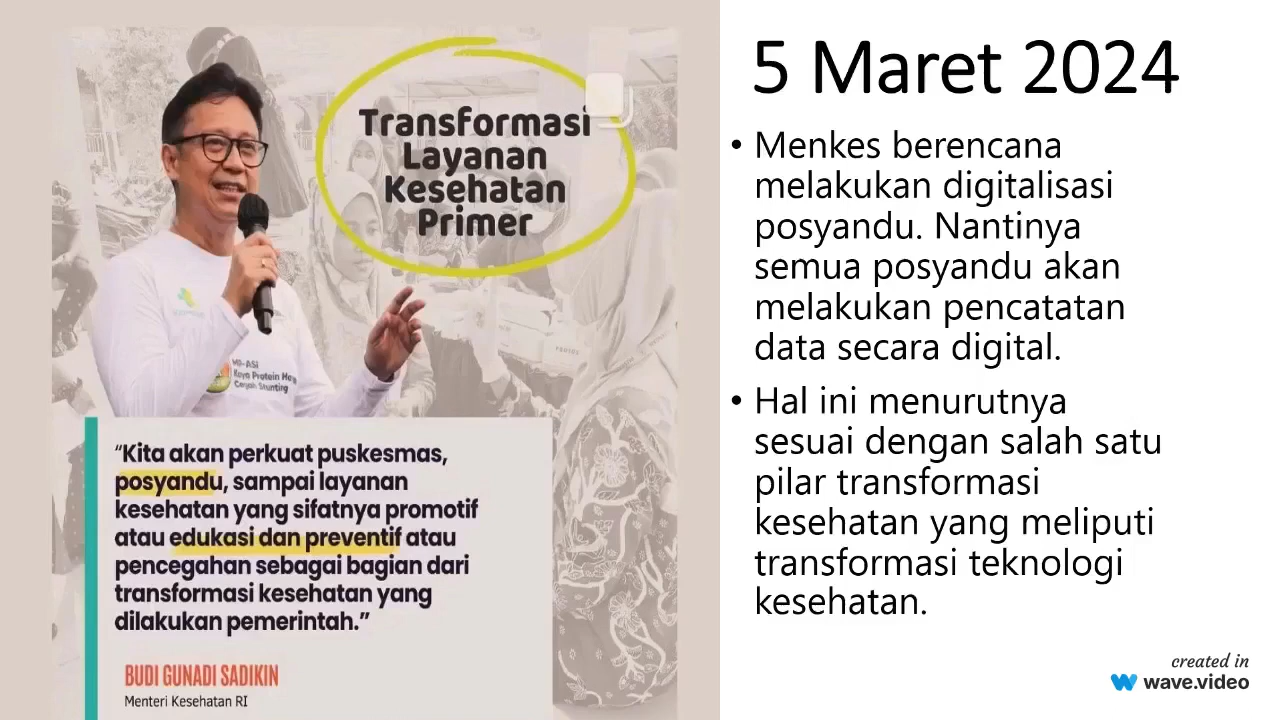 Transformasi
Layanan
Kesehatan
Primer
MP-ASI
Kaya Protein
Cegah Stunting
“Kita akan perkuat puskesmas,
posyandu, sampai layanan
kesehatan yang sifatnya promotif
atau edukasi dan preventif atau
pencegahan sebagai bagian dari
transformasi kesehatan yang
dilakukan pemerintah.”
BUDI GUNADI SADIKIN
Menteri Kesehatan RI
5 Maret 2024
• Menkes berencana
melakukan digitalisasi
posyandu. Nantinya
semua posyandu akan
melakukan pencatatan
data secara digital.
• Hal ini menurutnya
sesuai dengan salah satu
pilar transformasi
kesehatan yang meliputi
transformasi teknologi
kesehatan.
created in
wave.video